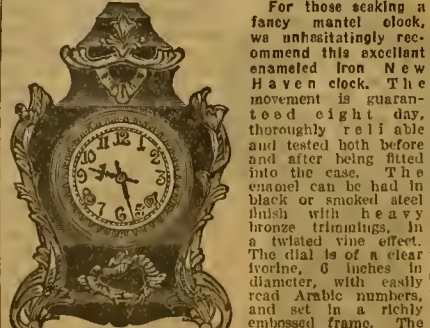 For those seeking a
fancy mantel clock,
we unhesitatingly rec-
ommend this excellent
enameled Iron New
Haven clock. The
movement is guaran-
teed eight day,
thoroughly reliable
and tested both before
and after being fitted
into the case. The
enamel can be had in
black or smoked steel
finish with heavy
bronze trimmings, in
a twisted vine effect.
The dial is of a clear
ivorine, 6 inches in
diameter, with easily
read Arabic numbers,
and set in a richly
embossed frame. The